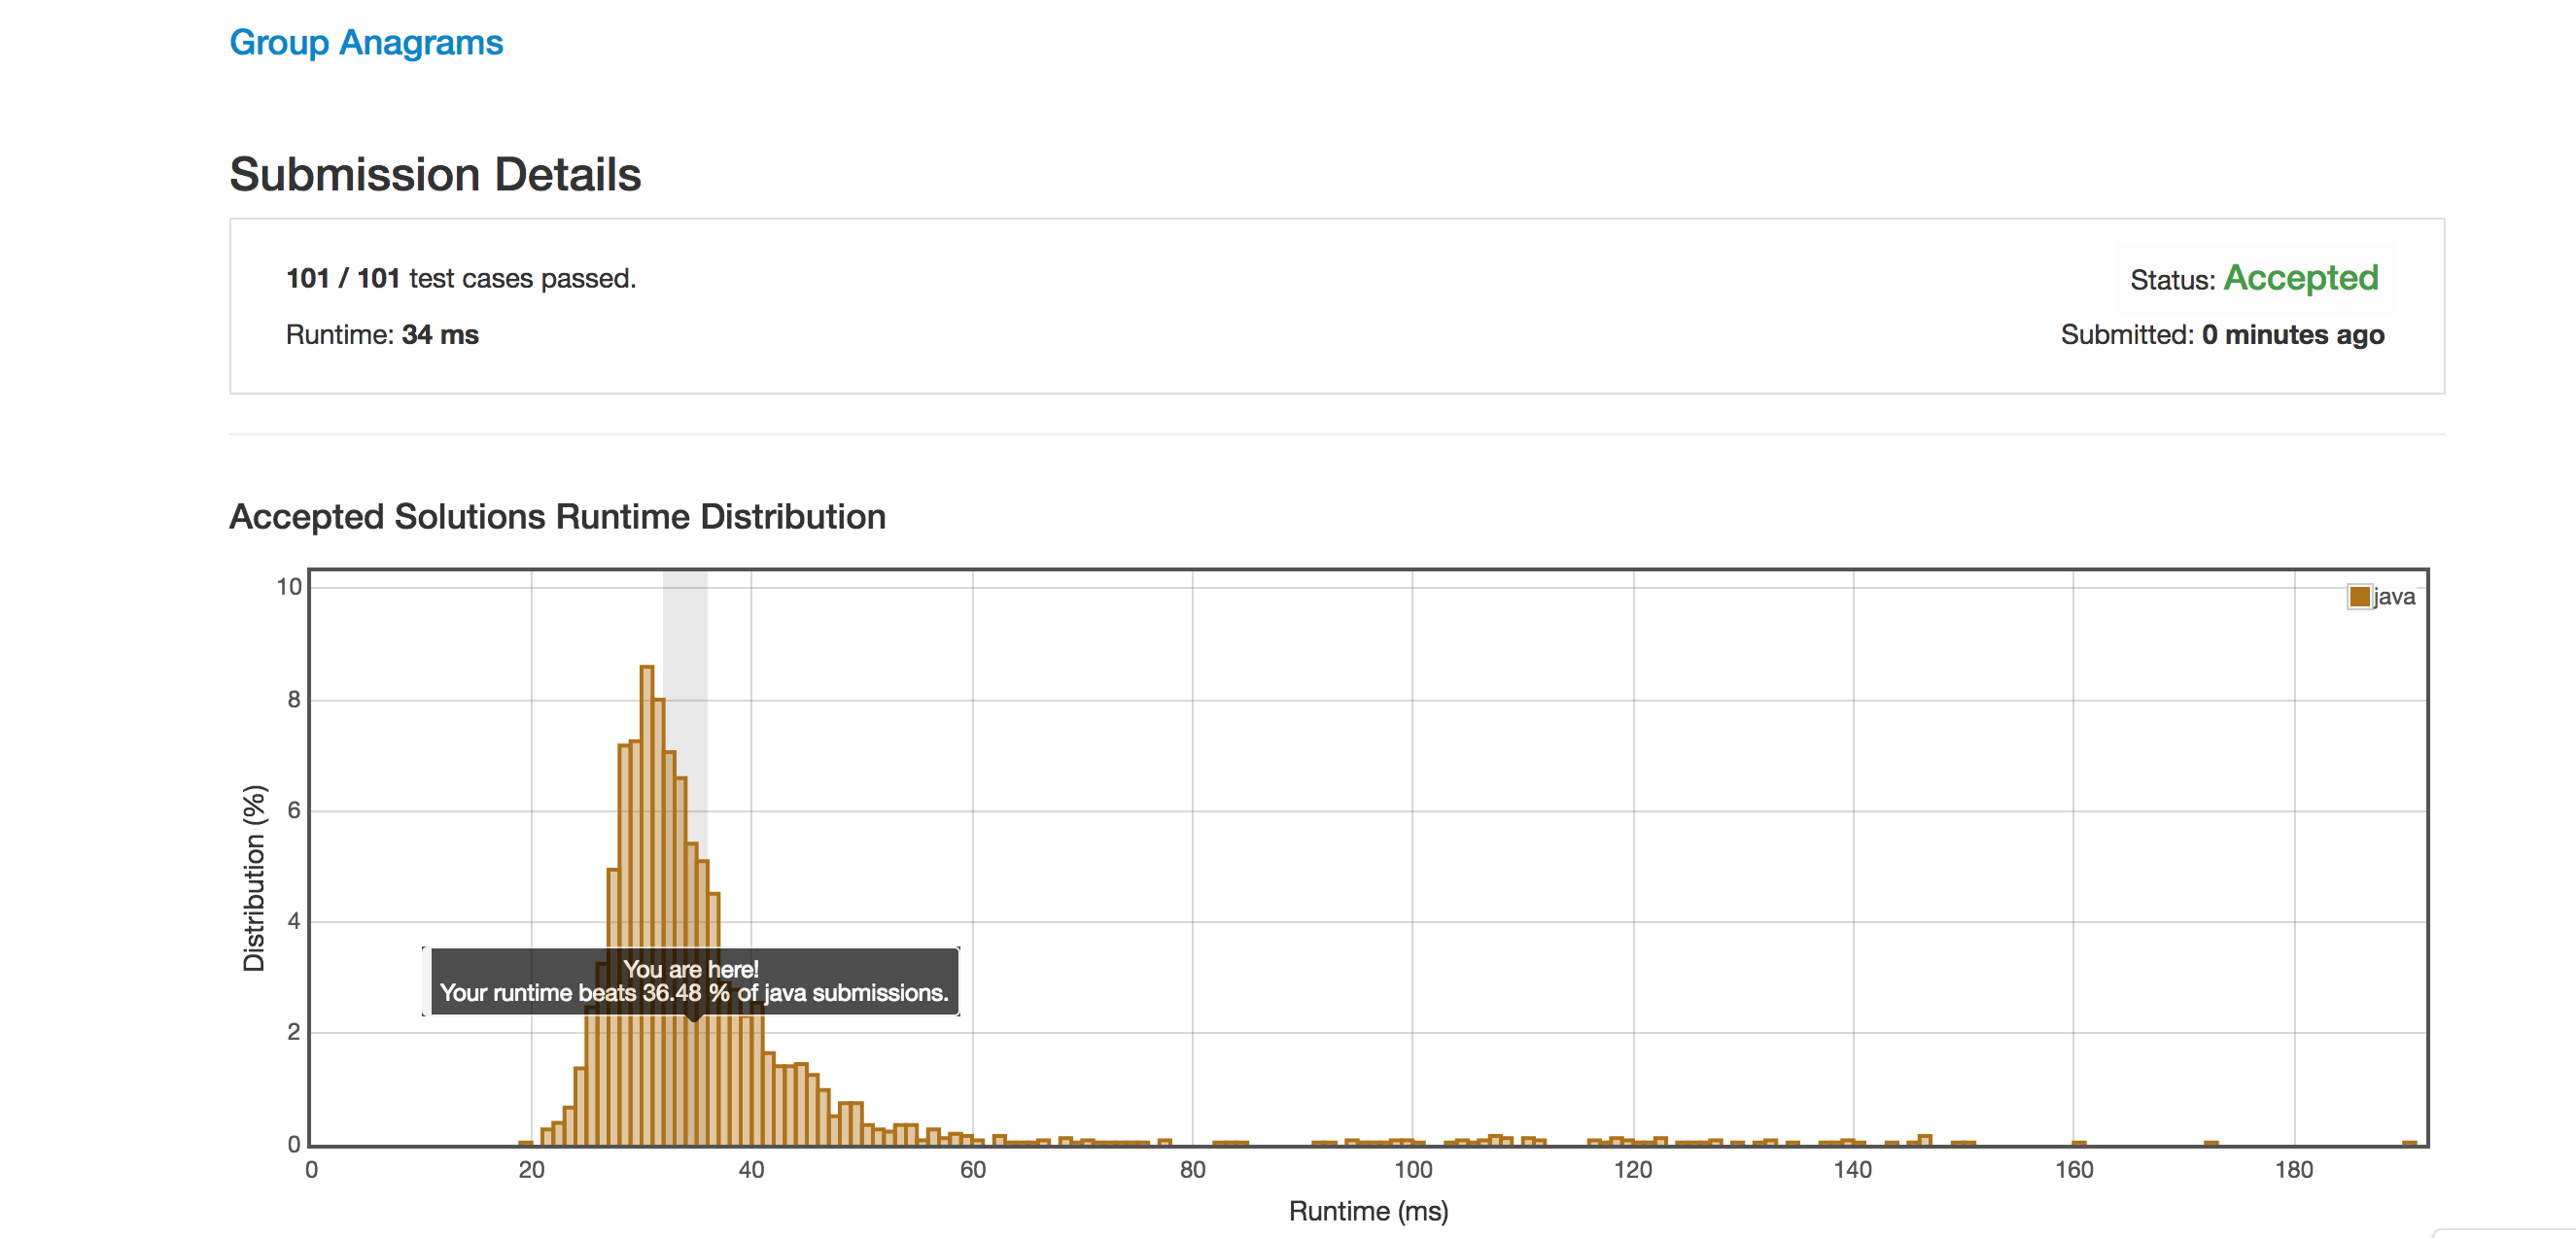 Group Anagrams
Submission Details
101 / 101 test cases passed.
Status: Accepted
Runtime: 34 ms
Submitted: 0 minutes ago
Accepted Solutions Runtime Distribution
10
8
6
4
2
0
Distribution (%)
java
You are here!
Your runtime beats 36.48 % of java submissions.
0 20 40 60 80 100 120 140 160 180
Runtime (ms)